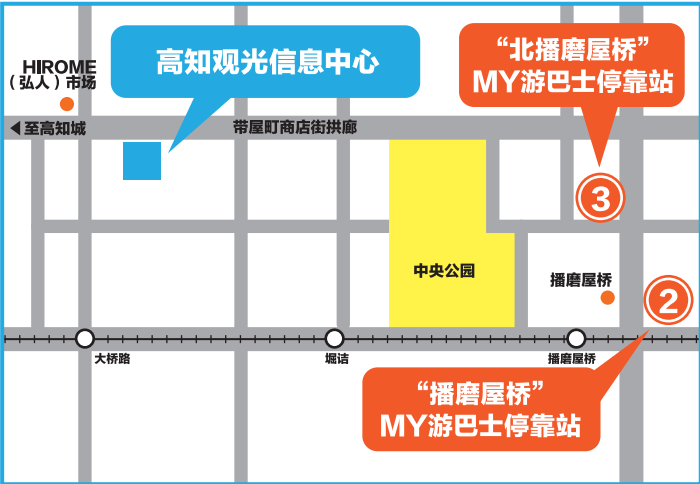 HIROME
（弘人）市场
高知观光信息中心
“北播磨屋桥”
MY游巴士停靠站
至高知城
带屋町商店街拱廊
3
中央公园
播磨屋桥
2
大桥路
堀诘
播磨屋桥
“播磨屋桥”
MY游巴士停靠站